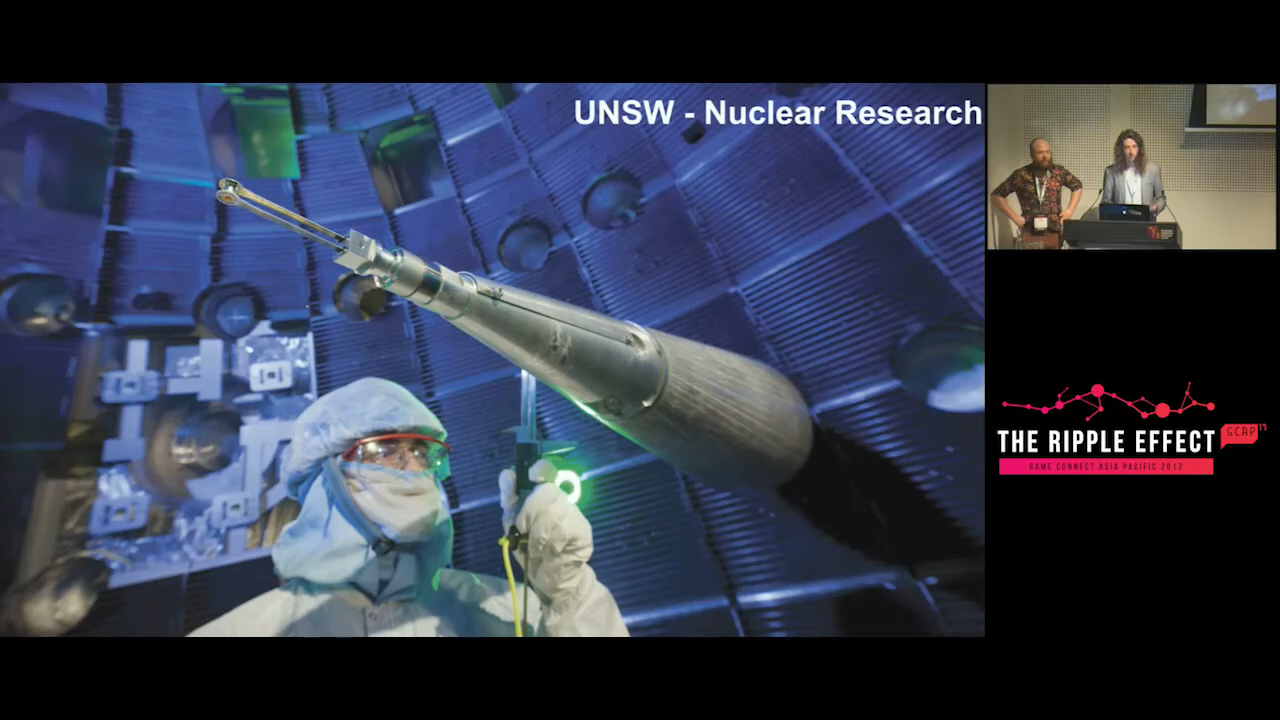 UNSW - Nuclear Research
THE RIPPLE EFFECT
GCAP17
GAME CONNECT ASIA PACIFIC 2017